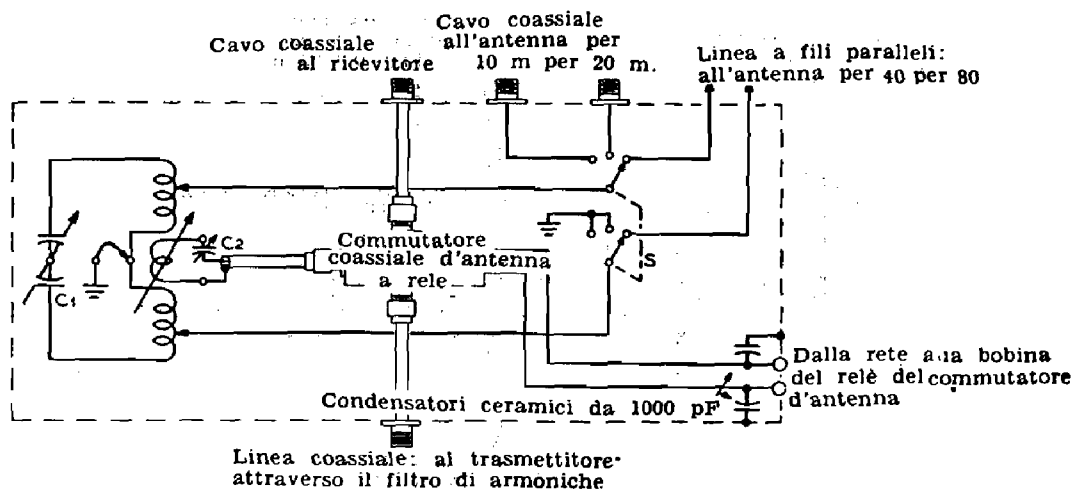 Cavo coassiale
al ricevitore
Cavo coassiale
all'antenna per
10 m per 20 m.
Linea a fili paralleli:
all'antenna per 40 per 80
C2
Commutatore
coassiale d'antenna
a rele
S
C1
Dalla rete alla bobina
del relè del commutatore
d'antenna
Condensatori ceramici da 1000 pF
Linea coassiale: al trasmettitore
attraverso il filtro di armoniche